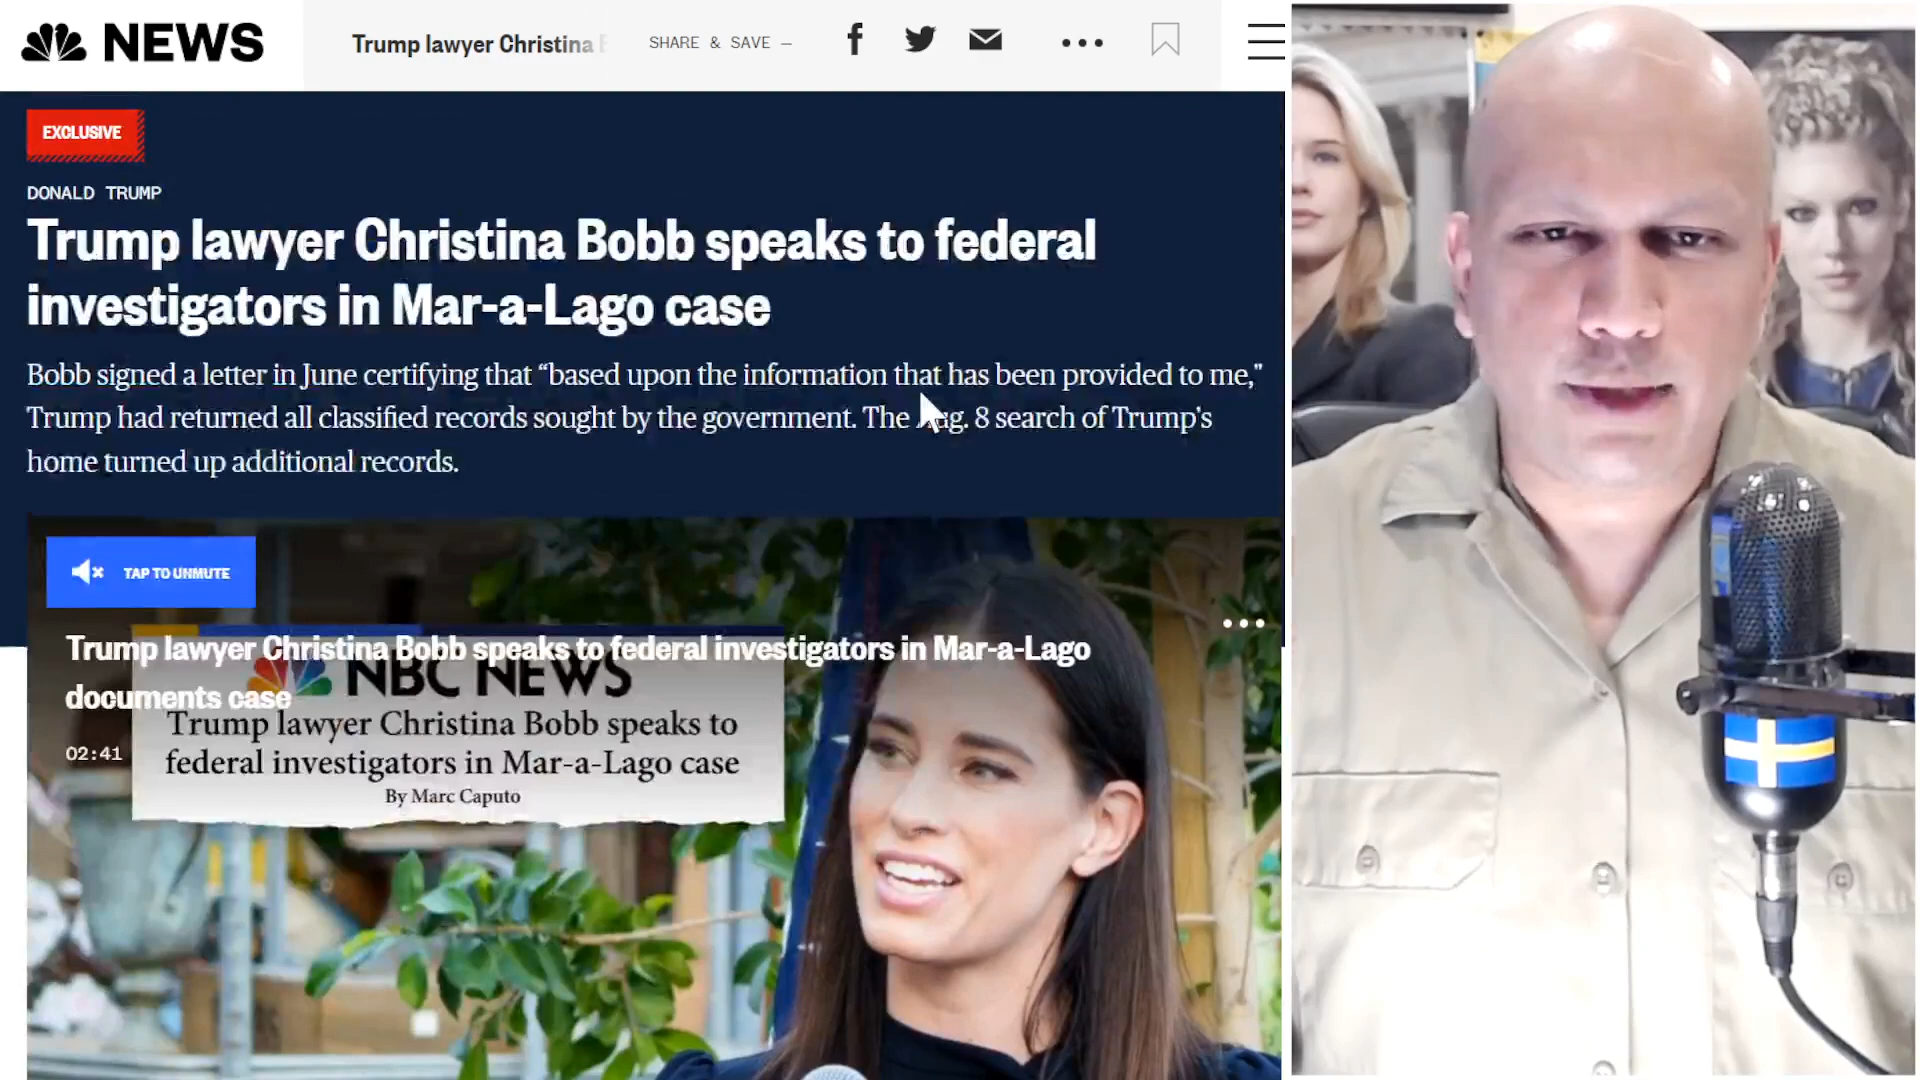 NEWS
Trump lawyer Christina
SHARE & SAVE –
EXCLUSIVE
DONALD TRUMP
Trump lawyer Christina Bobb speaks to federal
investigators in Mar-a-Lago case
Bobb signed a letter in June certifying that “based upon the information that has been provided to me,”
Trump had returned all classified records sought by the government. The Aug. 8 search of Trump’s
home turned up additional records.
TAP TO UNMUTE
Trump lawyer Christina Bobb speaks to federal investigators in Mar-a-Lago
documents case
02:41
NBC NEWS
Trump lawyer Christina Bobb speaks to
federal investigators in Mar-a-Lago case
By Marc Caputo